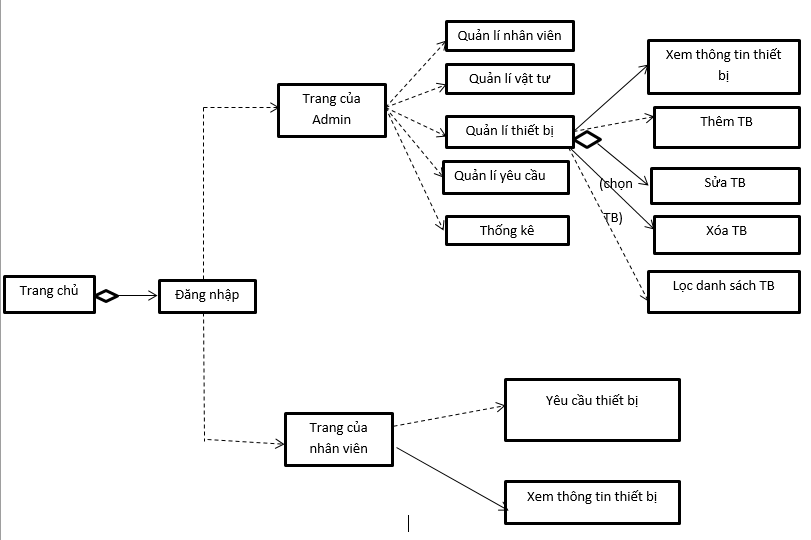 Quản lí nhân viên
Xem thông tin thiết
bị
Quản lí vật tư
Trang của
Admin
Thêm TB
Quản lí thiết bị
Quản lí yêu cầu
(chọn
TB)
Sửa TB
Thống kê
Xóa TB
Trang chủ
Đăng nhập
Lọc danh sách TB
Yêu cầu thiết bị
Trang của
nhân viên
Xem thông tin thiết bị